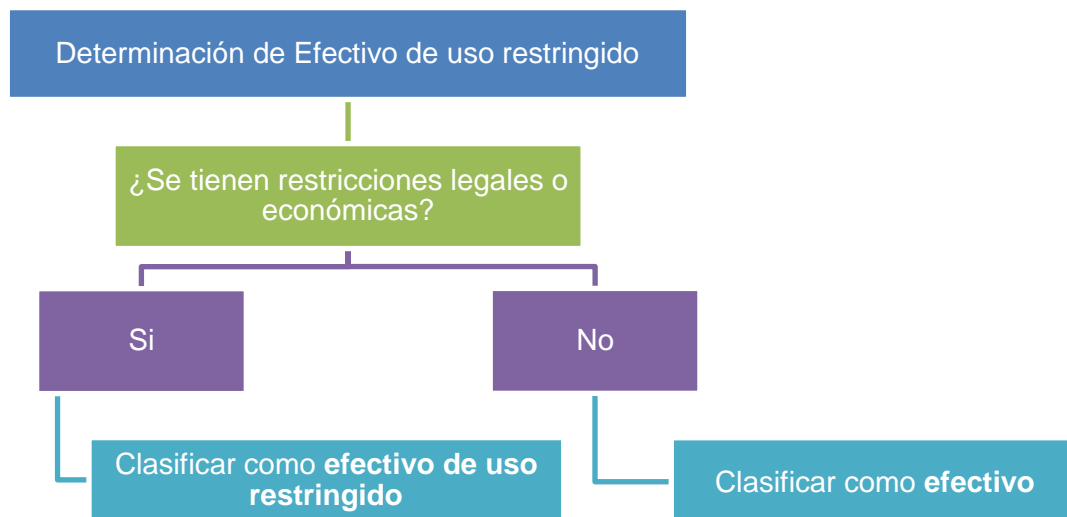 Determinación de Efectivo de uso restringido
¿Se tienen restricciones legales o
económicas?
Si
No
Clasificar como efectivo de uso
restringido
Clasificar como efectivo